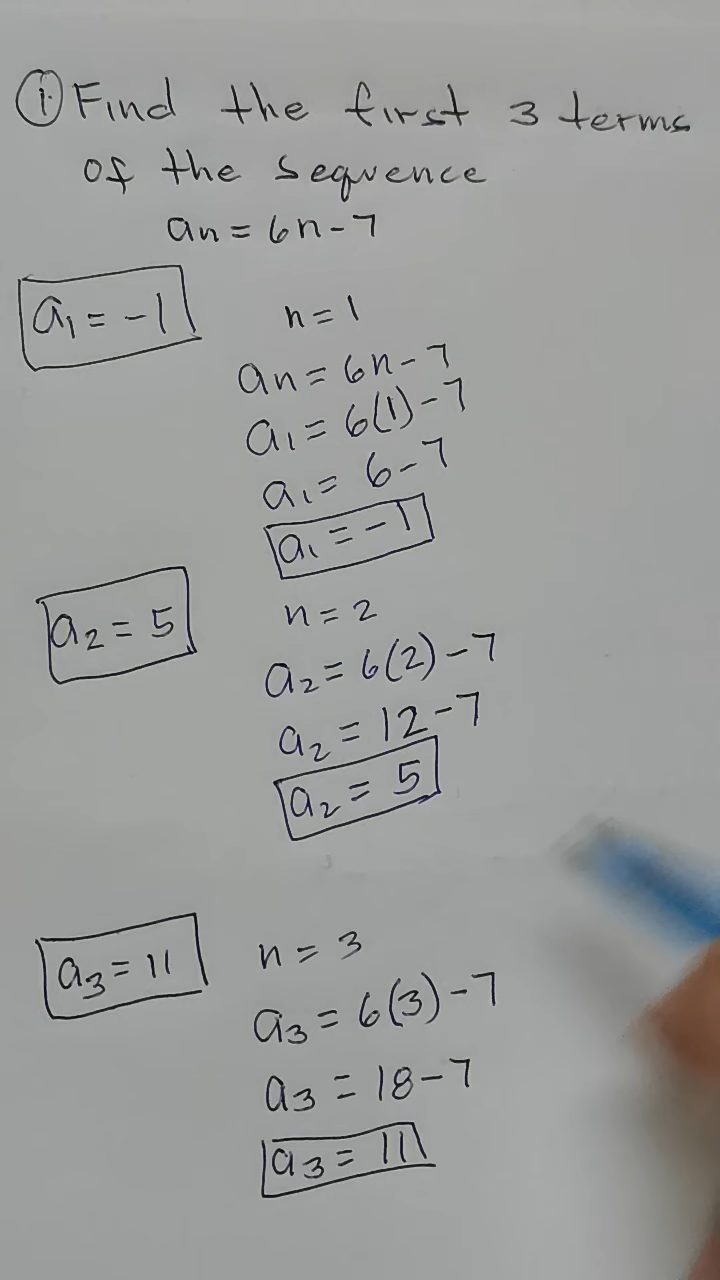 ① Find the first 3 terms
of the sequence
an = 6n - 7
a₁ = -1
n = 1
an = 6n - 7
a₁ = 6(1) - 7
a₁ = 6 - 7
a₁ = -1
a₂ = 5
n = 2
a₂ = 6(2) - 7
a₂ = 12 - 7
a₂ = 5
a₃ = 11
n = 3
a₃ = 6(3) - 7
a₃ = 18 - 7
a₃ = 11